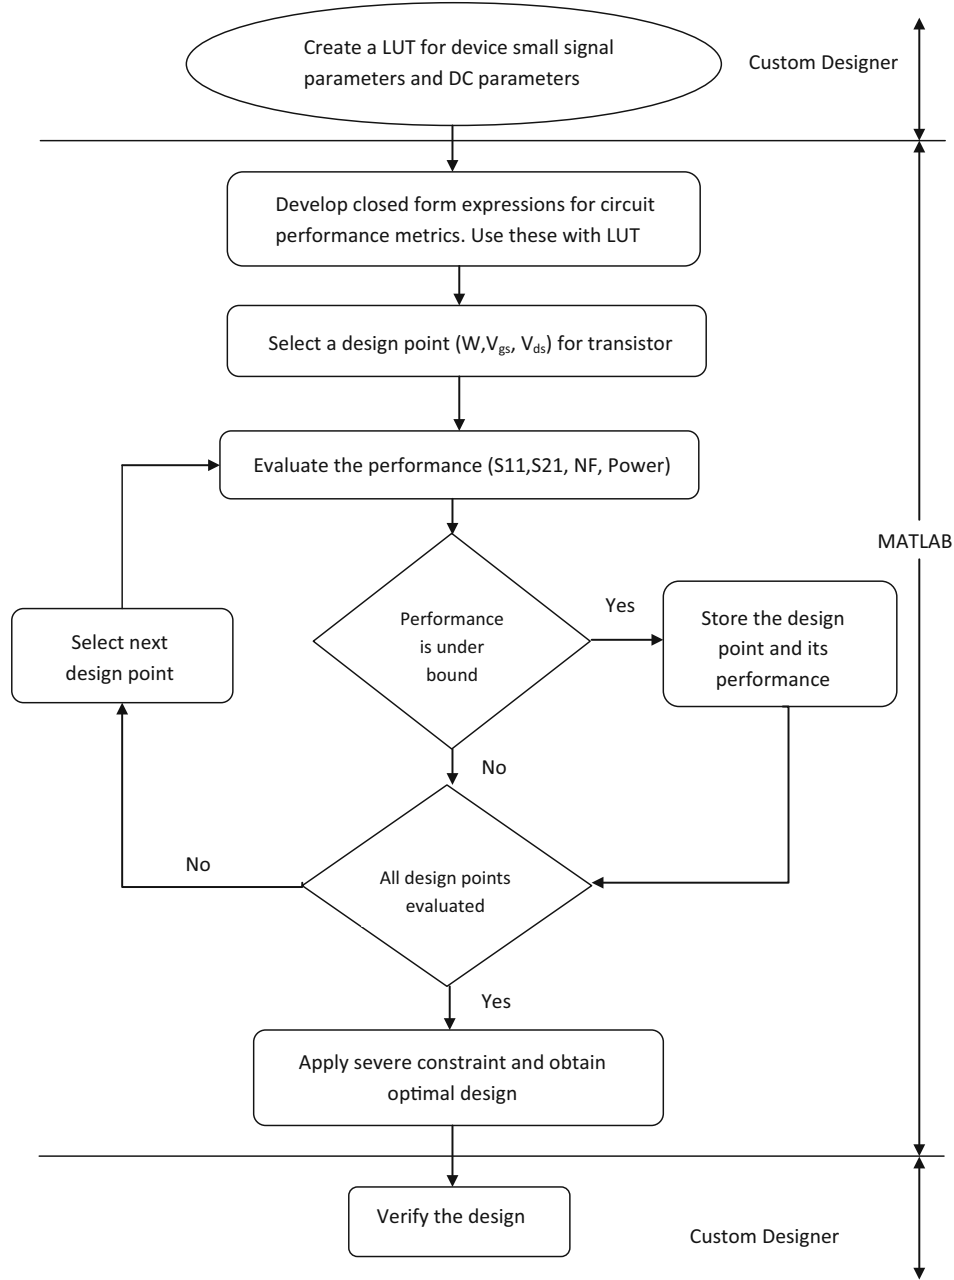 Create a LUT for device small signal
parameters and DC parameters
Custom Designer
Develop closed form expressions for circuit
performance metrics. Use these with LUT
Select a design point (W,Vgs, Vds) for transistor
Evaluate the performance (S11,S21, NF, Power)
MATLAB
Performance
is under
bound
Yes
Store the design
point and its
performance
Select next
design point
No
All design points
evaluated
No
Yes
Apply severe constraint and obtain
optimal design
Verify the design
Custom Designer